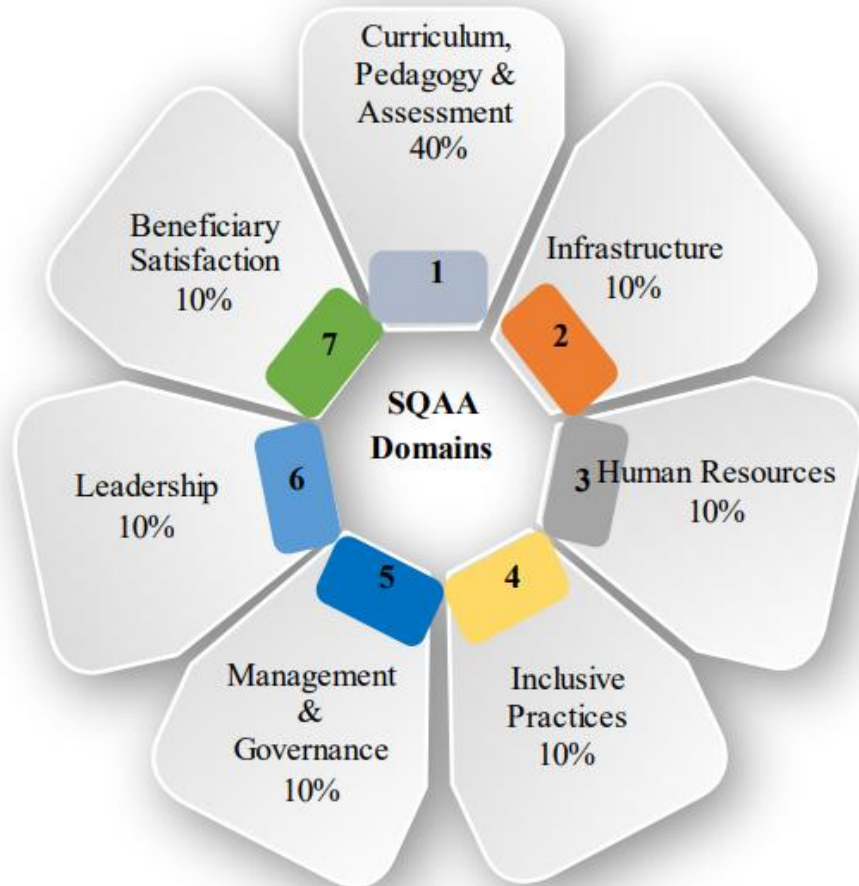 Curriculum,
Pedagogy &
Assessment
40%
1
Infrastructure
10%
2
Human Resources
10%
3
Inclusive
Practices
10%
4
Management
&
Governance
10%
5
Leadership
10%
6
Beneficiary
Satisfaction
10%
7
SQAA
Domains